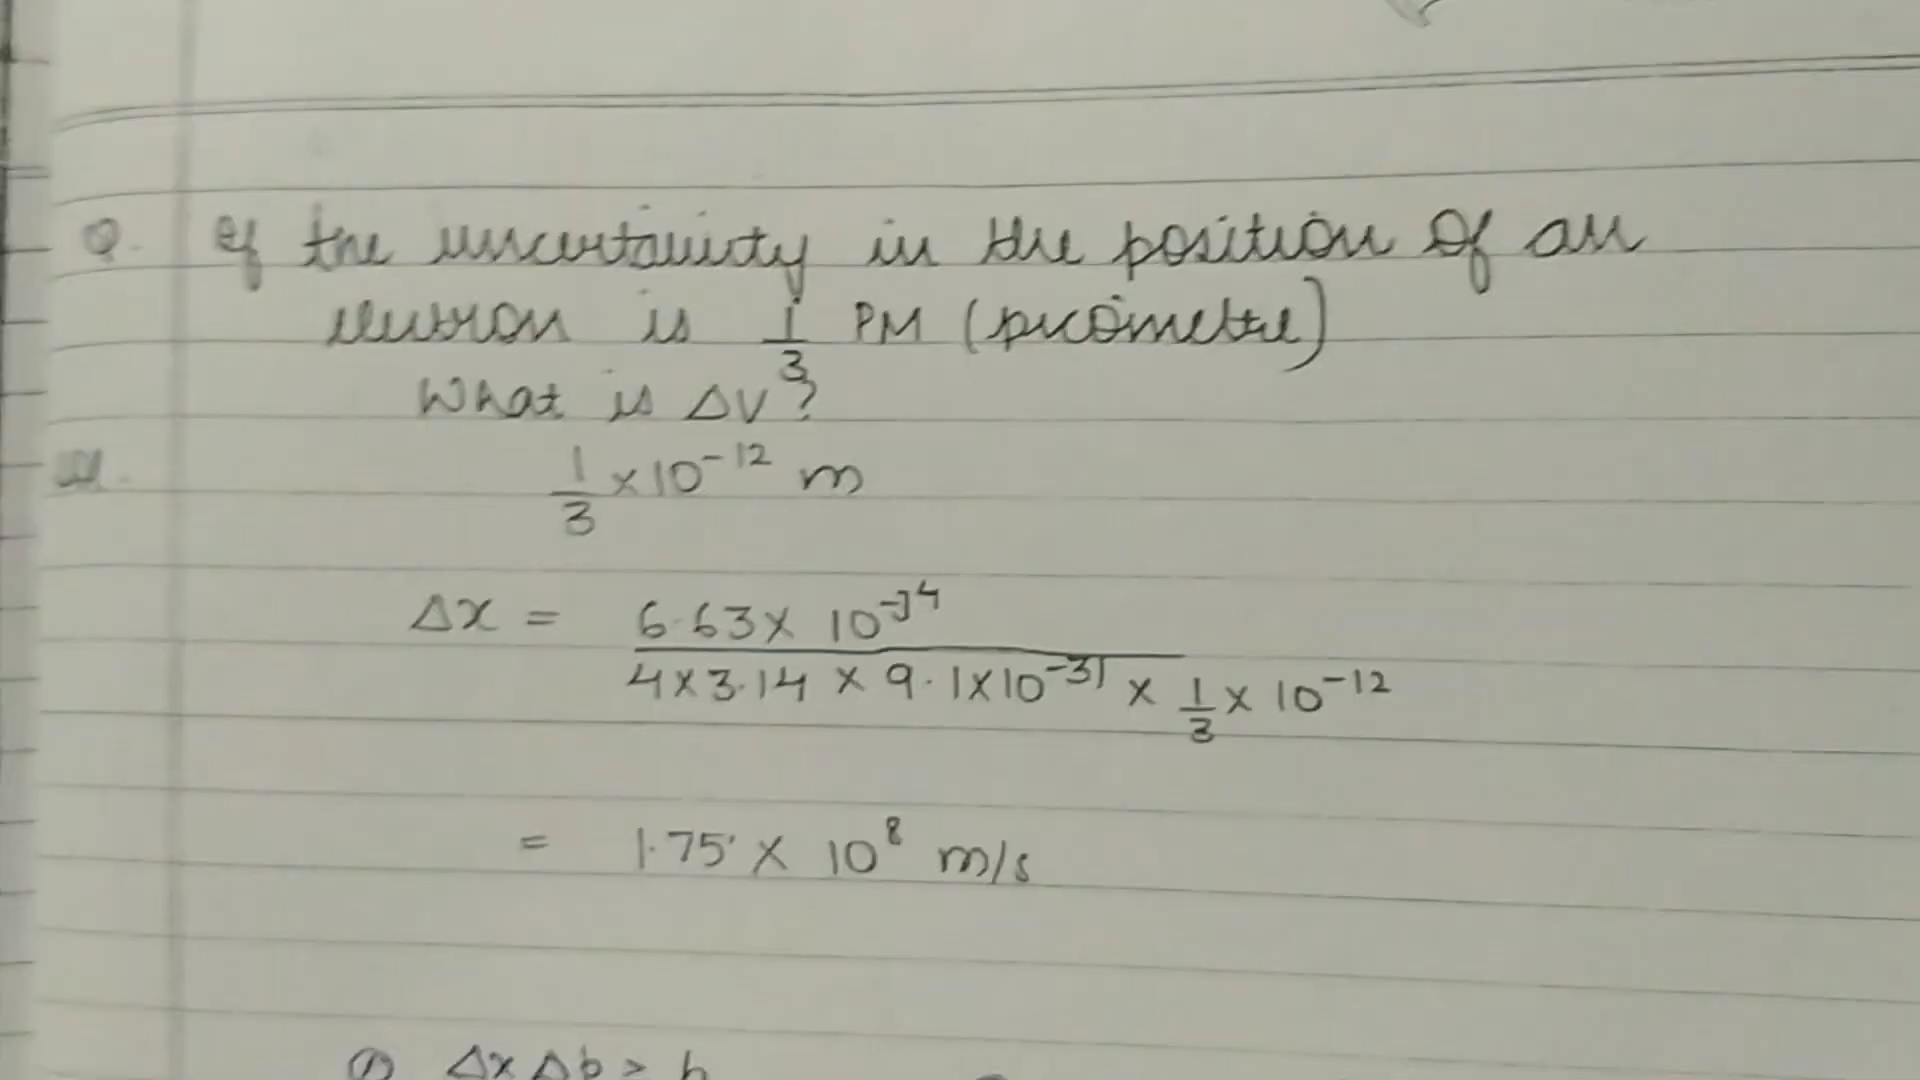 Q. If the uncertainity in the position of an
electron is 1/3 PM (picometre)
What is ΔV?
1/3 × 10⁻¹² m
Δx = 6.63 × 10⁻³⁴ / 4 × 3.14 × 9.1 × 10⁻³¹ × 1/3 × 10⁻¹²
= 1.75 × 10⁸ m/s
Δx Δp > h